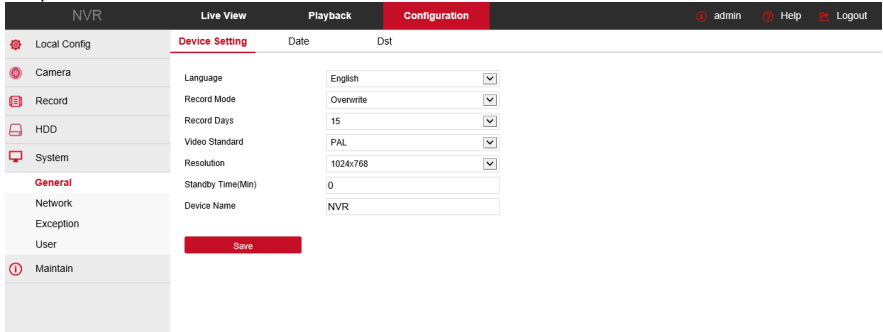 NVR Live View Playback Configuration admin Help Logout
Local Config
Camera
Record
HDD
System
General
Network
Exception
User
Maintain
Device Setting Date Dst
Language English
Record Mode Overwrite
Record Days 15
Video Standard PAL
Resolution 1024x768
Standby Time(Min) 0
Device Name NVR
Save